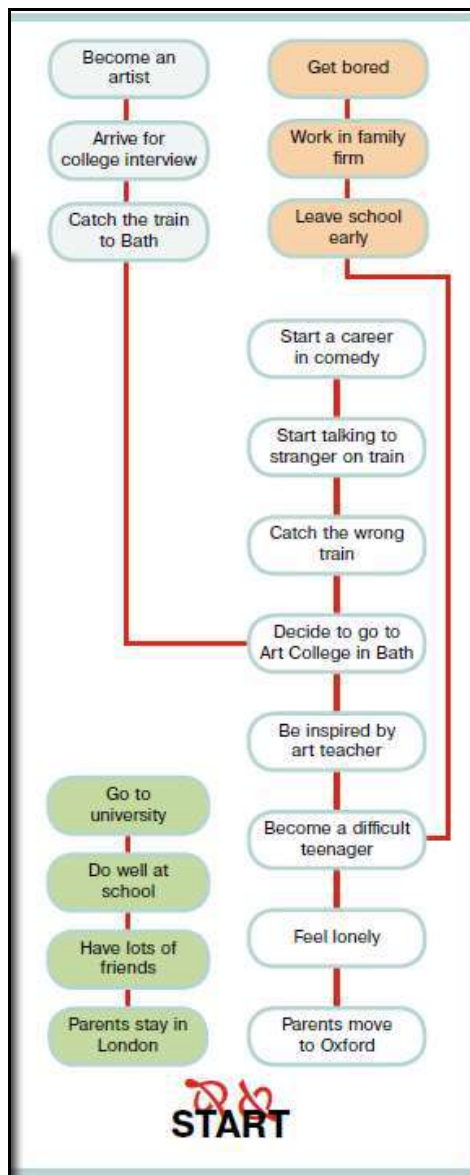 Become an
artist
Arrive for
college interview
Catch the train
to Bath
Get bored
Work in family
firm
Leave school
early
Start a career
in comedy
Start talking to
stranger on train
Catch the wrong
train
Decide to go to
Art College in Bath
Be inspired by
art teacher
Become a difficult
teenager
Feel lonely
Parents move
to Oxford
Go to
university
Do well at
school
Have lots of
friends
Parents stay in
London
START